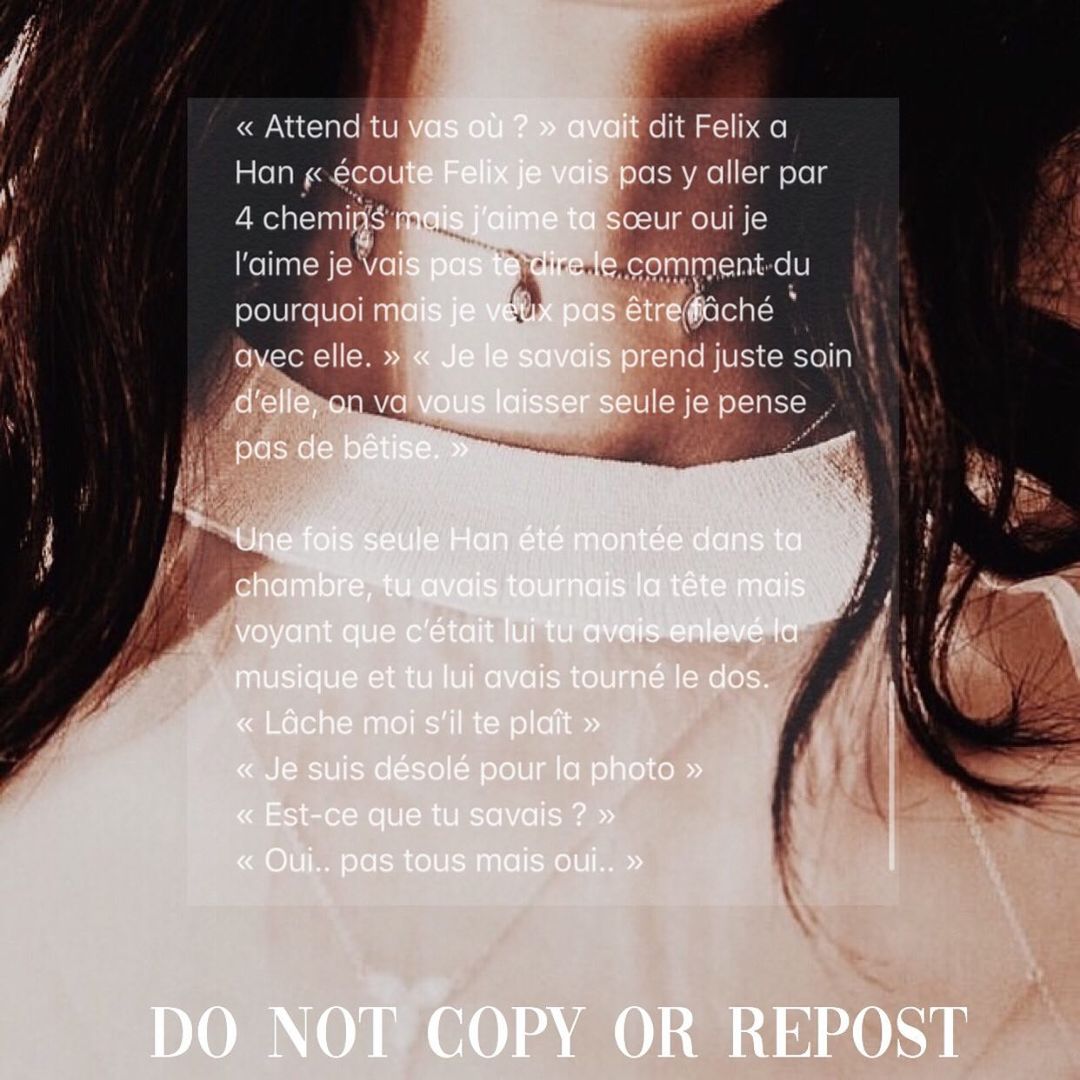 « Attend tu vas où ? » avait dit Felix a
Han « écoute Felix je vais pas y aller par
4 chemins mais j’aime ta sœur oui je
l’aime je vais pas te dire le comment du
pourquoi mais je veux pas être fâché
avec elle. » « Je le savais prend juste soin
d’elle, on va vous laisser seule je pense
pas de bêtise. »
Une fois seule Han été montée dans ta
chambre, tu avais tournais la tête mais
voyant que c’était lui tu avais enlevé la
musique et tu lui avais tourné le dos.
« Lâche moi s’il te plaît »
« Je suis désolé pour la photo »
« Est-ce que tu savais ? »
« Oui.. pas tous mais oui.. »
DO NOT COPY OR REPOST